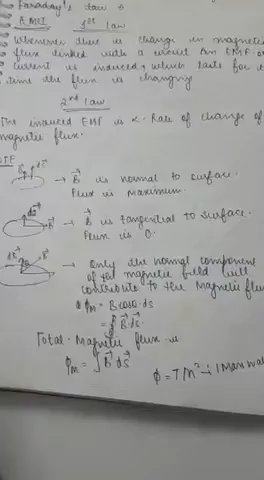 Faraday's law :
1st law
Whenever there is change in magnetic
flux linked with a circuit An EMF or
current is induced, which lasts for
time the flux is changing
2nd law
The induced EMF is α Rate of change of
magnetic flux.
B ds → B is normal to surface.
Flux is maximum.
ds B → B is tangential to surface.
Flux is 0.
ds B → Only the normal component
of the magnetic field will
contribute to the Magnetic flux
φm = B cosθ . ds
= ∫ B . ds.
Total Magnetic flux is
φm = ∫ B . ds
φ = T m² → 1 Max